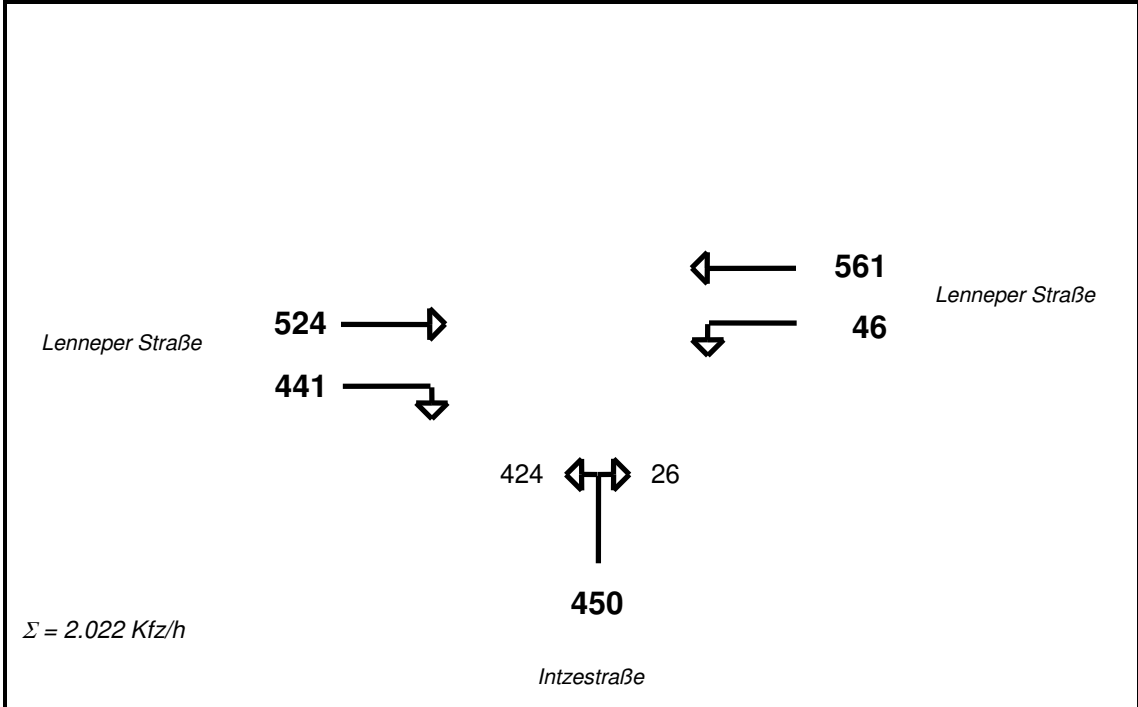 561
Lenneper Straße
524
46
Lenneper Straße
441
424
26
450
Σ = 2.022 Kfz/h
Intzestraße